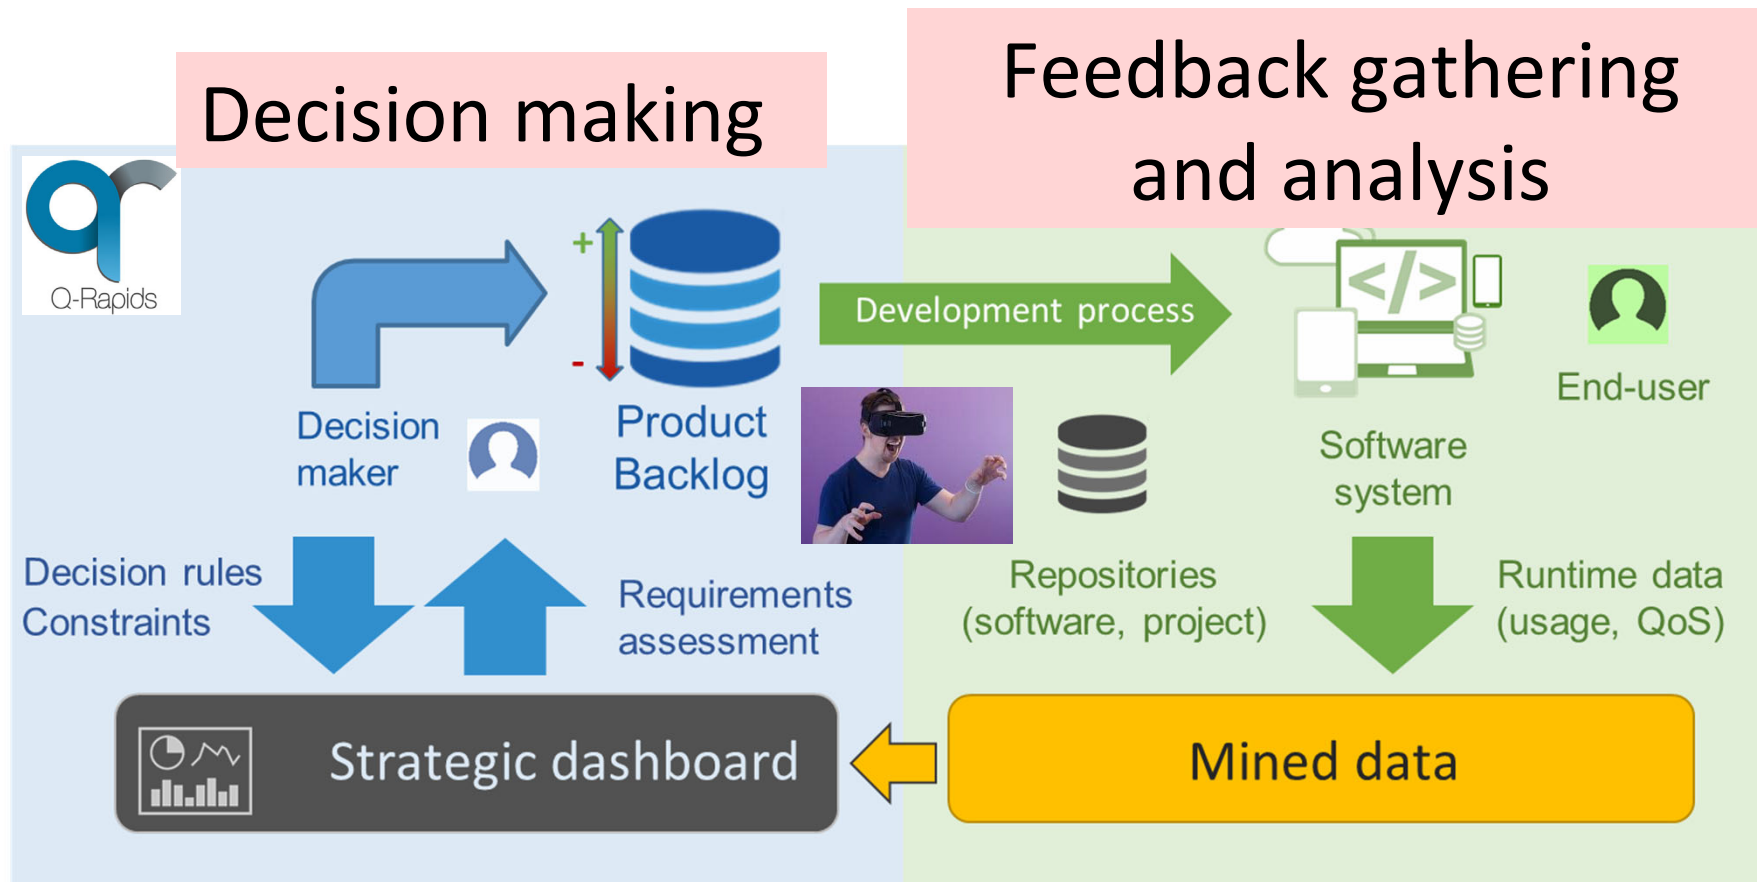 Decision making
Feedback gathering
and analysis
Q-Rapids
+
-
Decision
maker
Product
Backlog
Development process
</>
End-user
Software
system
Decision rules
Constraints
Requirements
assessment
Repositories
(software, project)
Runtime data
(usage, QoS)
Strategic dashboard
Mined data